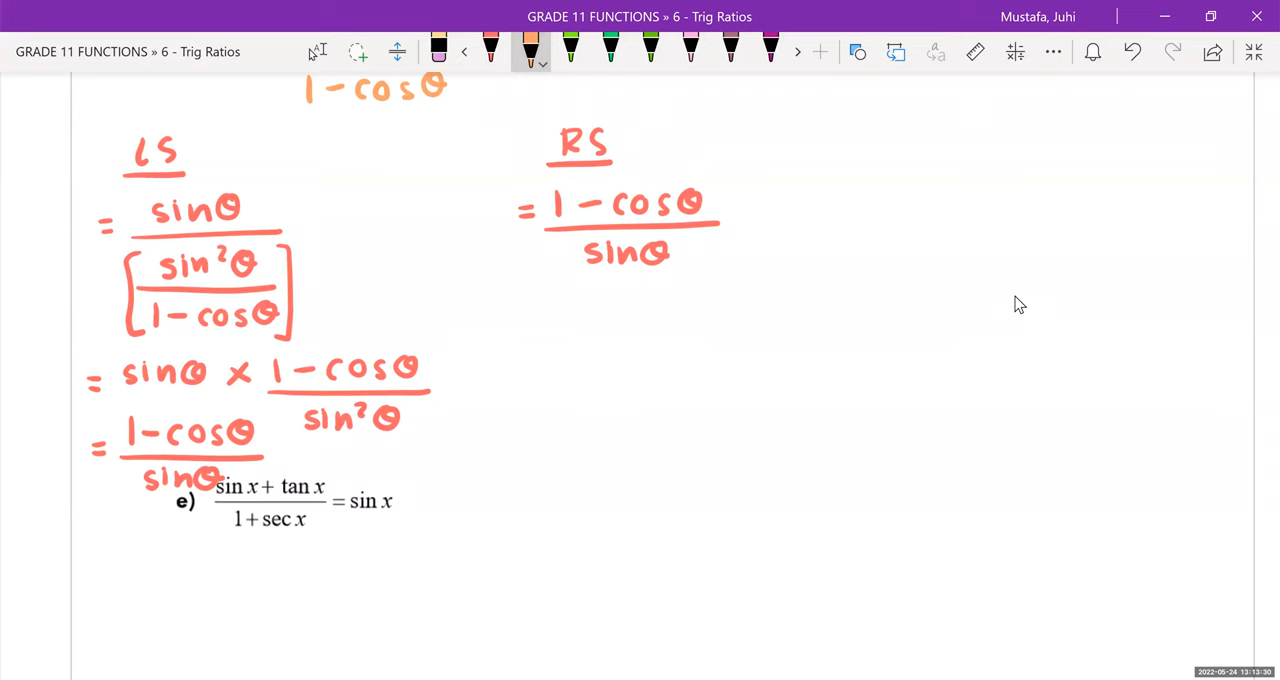 GRADE 11 FUNCTIONS » 6 - Trig Ratios
Mustafa, Juhi
GRADE 11 FUNCTIONS » 6 - Trig Ratios
1 - cosθ
LS
RS
= sinθ / [sin²θ / 1 - cosθ]
= 1 - cosθ / sinθ
= sinθ × 1 - cosθ / sin²θ
= 1 - cosθ / sinθ
e) sin x + tan x / 1 + sec x = sin x
2022-05-24 13:13:30